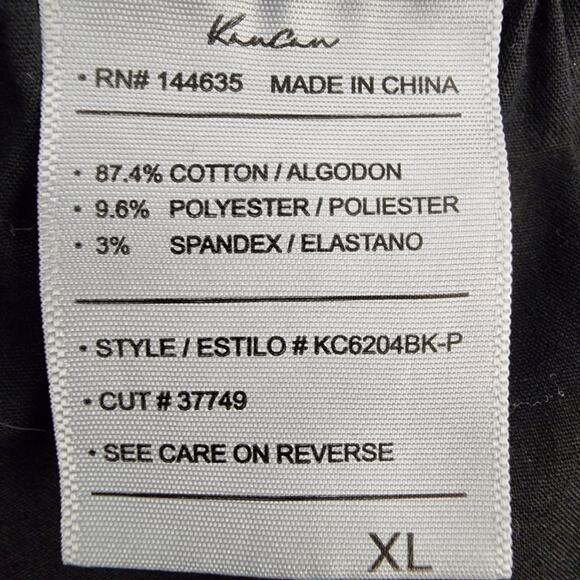 KanCan
• RN# 144635 MADE IN CHINA
• 87.4% COTTON / ALGODON
• 9.6% POLYESTER / POLIESTER
• 3% SPANDEX / ELASTANO
• STYLE / ESTILO # KC6204BK-P
• CUT # 37749
• SEE CARE ON REVERSE
XL